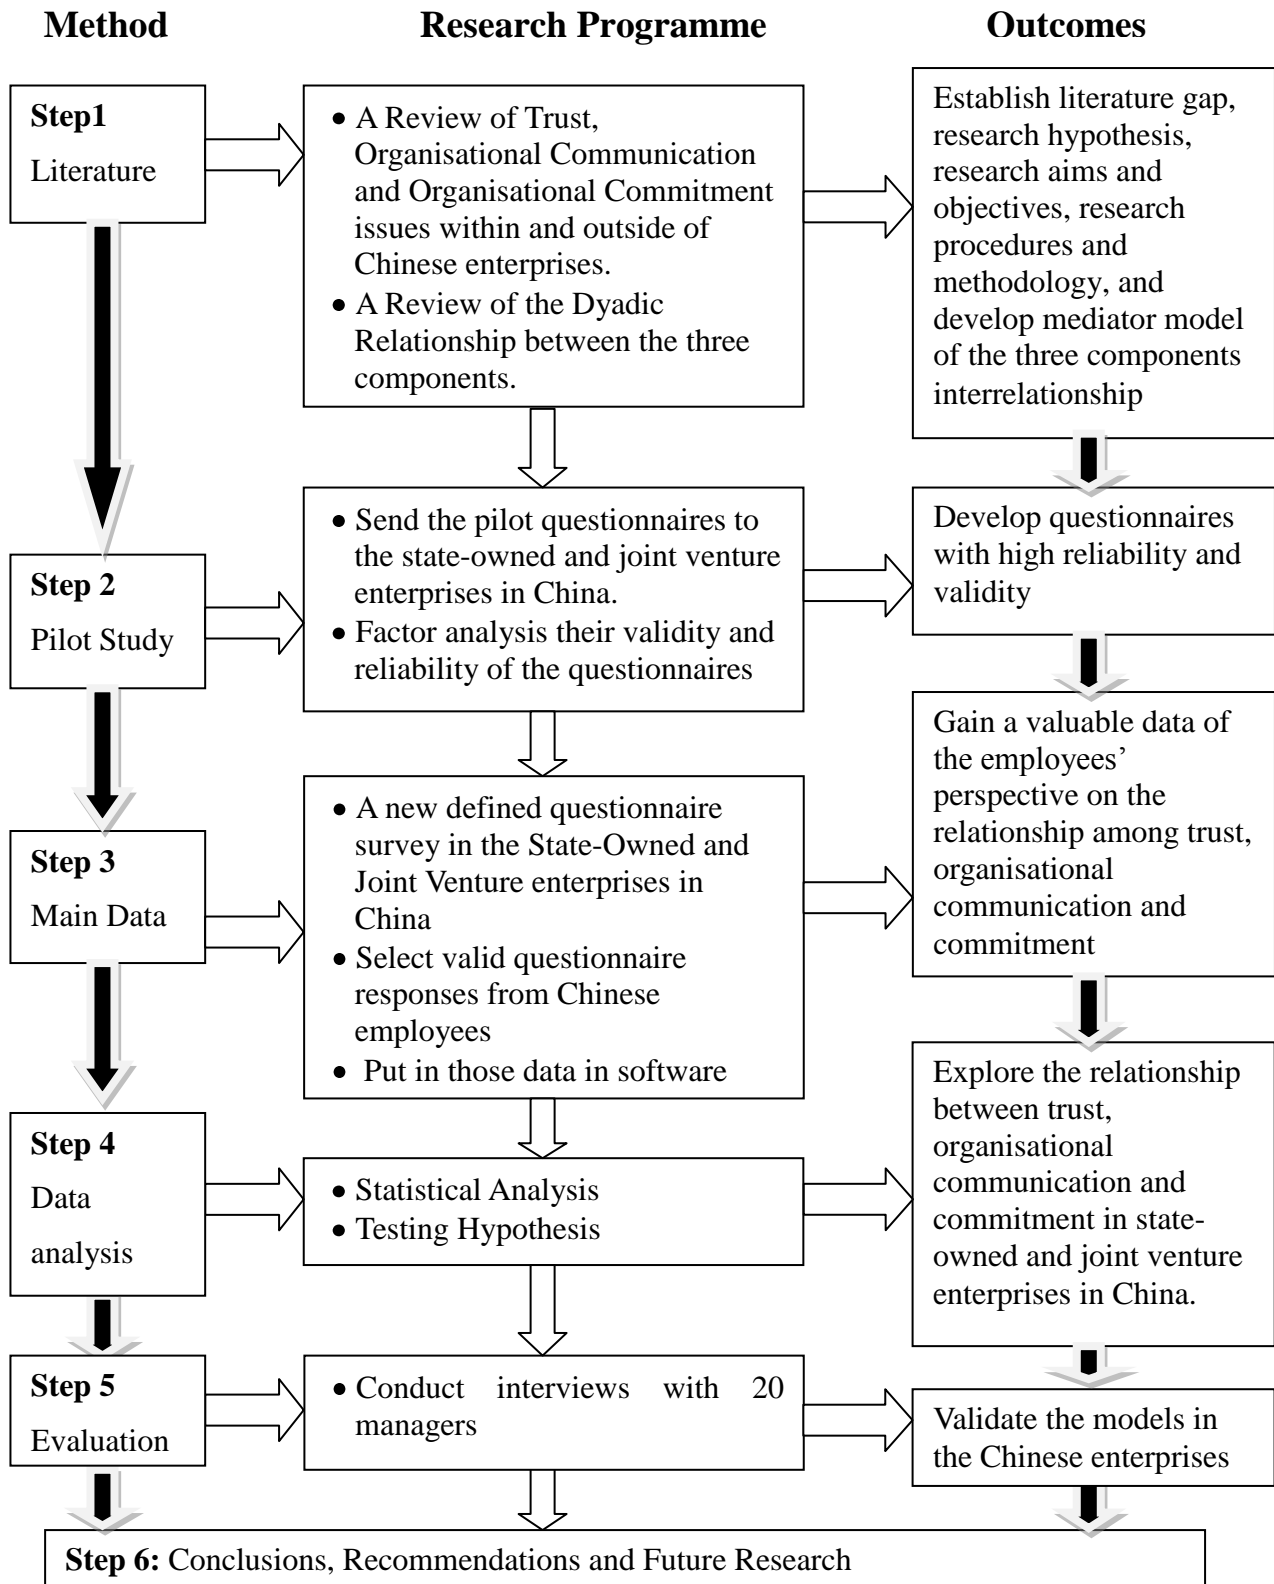 Method Research Programme Outcomes
Step1
Literature
• A Review of Trust,
Organisational Communication
and Organisational Commitment
issues within and outside of
Chinese enterprises.
• A Review of the Dyadic
Relationship between the three
components.
Establish literature gap,
research hypothesis,
research aims and
objectives, research
procedures and
methodology, and
develop mediator model
of the three components
interrelationship
Step 2
Pilot Study
• Send the pilot questionnaires to
the state-owned and joint venture
enterprises in China.
• Factor analysis their validity and
reliability of the questionnaires
Develop questionnaires
with high reliability and
validity
Step 3
Main Data
• A new defined questionnaire
survey in the State-Owned and
Joint Venture enterprises in
China
• Select valid questionnaire
responses from Chinese
employees
• Put in those data in software
Gain a valuable data of
the employees’
perspective on the
relationship among trust,
organisational
communication and
commitment
Step 4
Data
analysis
• Statistical Analysis
• Testing Hypothesis
Explore the relationship
between trust,
organisational
communication and
commitment in state-
owned and joint venture
enterprises in China.
Step 5
Evaluation
• Conduct interviews with 20
managers
Validate the models in
the Chinese enterprises
Step 6: Conclusions, Recommendations and Future Research